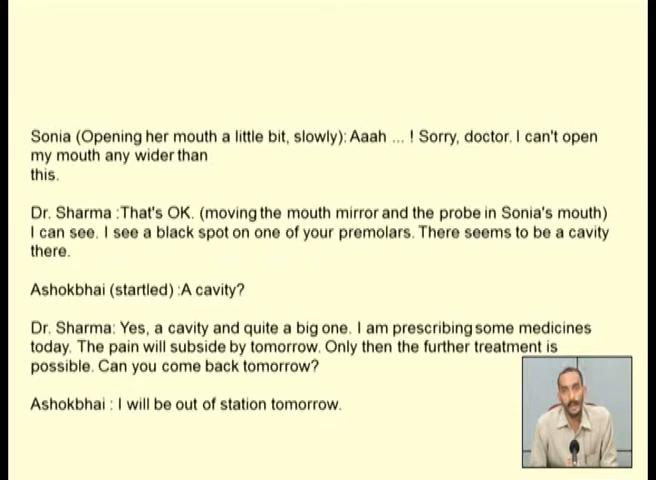 Sonia (Opening her mouth a little bit, slowly): Aaah ... ! Sorry, doctor. I can't open
my mouth any wider than
this.
Dr. Sharma :That's OK. (moving the mouth mirror and the probe in Sonia's mouth)
I can see. I see a black spot on one of your premolars. There seems to be a cavity
there.
Ashokbhai (startled) :A cavity?
Dr. Sharma: Yes, a cavity and quite a big one. I am prescribing some medicines
today. The pain will subside by tomorrow. Only then the further treatment is
possible. Can you come back tomorrow?
Ashokbhai : I will be out of station tomorrow.